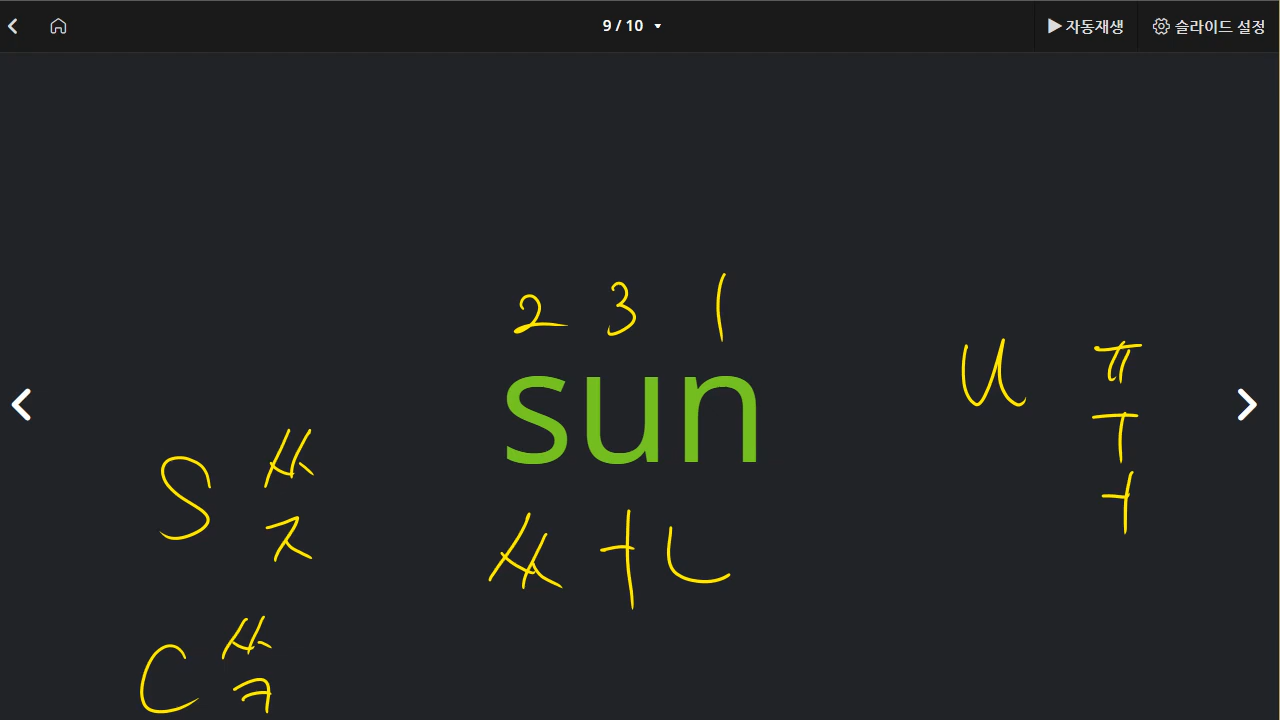 9 / 10
자동재생
슬라이드 설정
2 3 1
sun
ㅆ ㅓ ㄴ
U ㅠ
ㅜ
ㅓ
S ㅆ
ㅈ
C ㅆ
ㅋ